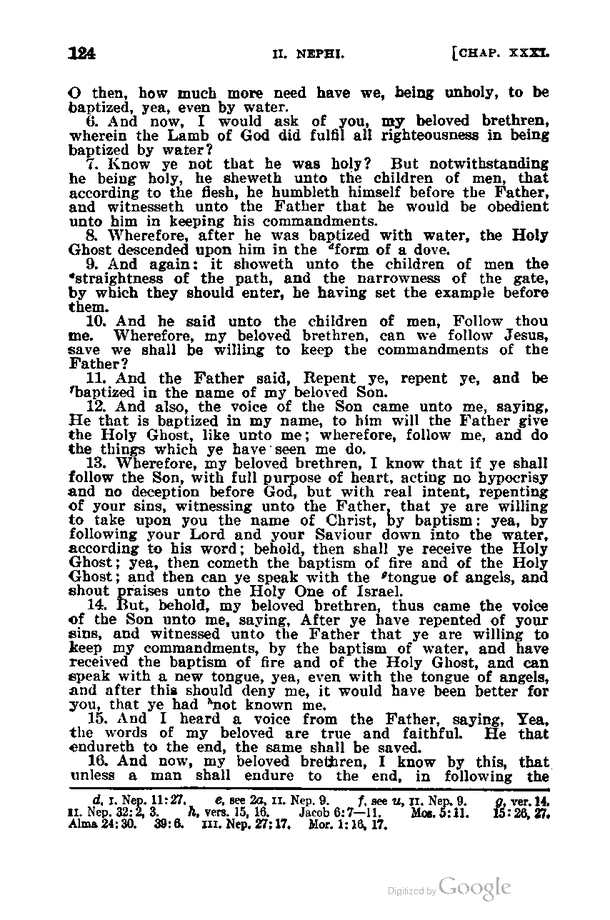 124 II. NEPHI. [CHAP. XXXI.
O then, how much more need have we, being unholy, to be
baptized, yea, even by water.
6. And now, I would ask of you, my beloved brethren,
wherein the Lamb of God did fulfil all righteousness in being
baptized by water?
7. Know ye not that he was holy? But notwithstanding
he being holy, he sheweth unto the children of men, that
according to the flesh, he humbleth himself before the Father,
and witnesseth unto the Father that he would be obedient
unto him in keeping his commandments.
8. Wherefore, after he was baptized with water, the Holy
Ghost descended upon him in the dform of a dove.
9. And again: it showeth unto the children of men the
estraightness of the path, and the narrowness of the gate,
by which they should enter, he having set the example before
them.
10. And he said unto the children of men, Follow thou
me. Wherefore, my beloved brethren, can we follow Jesus,
save we shall be willing to keep the commandments of the
Father?
11. And the Father said, Repent ye, repent ye, and be
fbaptized in the name of my beloved Son.
12. And also, the voice of the Son came unto me, saying,
He that is baptized in my name, to him will the Father give
the Holy Ghost, like unto me; wherefore, follow me, and do
the things which ye have seen me do.
13. Wherefore, my beloved brethren, I know that if ye shall
follow the Son, with full purpose of heart, acting no hypocrisy
and no deception before God, but with real intent, repenting
of your sins, witnessing unto the Father, that ye are willing
to take upon you the name of Christ, by baptism: yea, by
following your Lord and your Saviour down into the water,
according to his word; behold, then shall ye receive the Holy
Ghost; yea, then cometh the baptism of fire and of the Holy
Ghost; and then can ye speak with the gtongue of angels, and
shout praises unto the Holy One of Israel.
14. But, behold, my beloved brethren, thus came the voice
of the Son unto me, saying, After ye have repented of your
sins, and witnessed unto the Father that ye are willing to
keep my commandments, by the baptism of water, and have
received the baptism of fire and of the Holy Ghost, and can
speak with a new tongue, yea, even with the tongue of angels,
and after this should deny me, it would have been better for
you, that ye had hnot known me.
15. And I heard a voice from the Father, saying, Yea,
the words of my beloved are true and faithful. He that
endureth to the end, the same shall be saved.
16. And now, my beloved brethren, I know by this, that
unless a man shall endure to the end, in following the
d, I. Nep. 11:27. e, see 2a, II. Nep. 9. f, see u, II. Nep. 9. g, ver. 14.
II. Nep. 32:2, 3. h, vers. 15, 16. Jacob 6:7—11. Mos. 5:11. 15:26, 27.
Alma 24:30. 39:6. III. Nep. 27:17. Mor. 1:16, 17.
Digitized by Google